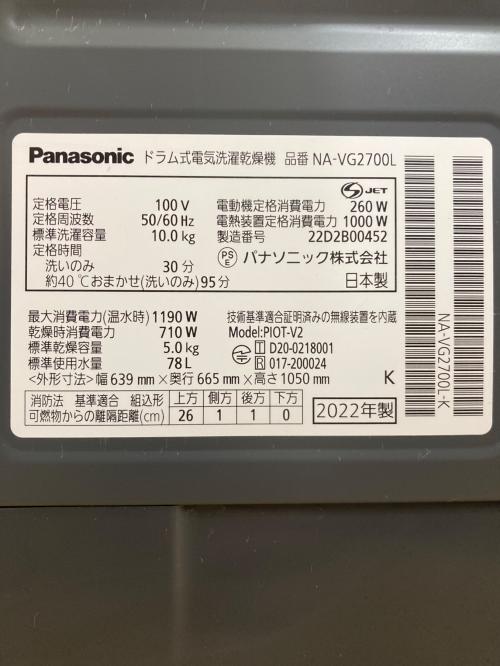 Panasonic ドラム式電気洗濯乾燥機 品番 NA-VG2700L
JET
定格電圧 100 V
定格周波数 50/60 Hz
標準洗濯容量 10.0 kg
定格時間
洗いのみ 30 分
約40℃おまかせ(洗いのみ) 95分
電動機定格消費電力 260 W
電熱装置定格消費電力 1000 W
製造番号 22D2B00452
PSE パナソニック株式会社
日本製
最大消費電力(温水時) 1190 W
乾燥時消費電力 710 W
標準乾燥容量 5.0 kg
標準使用水量 78 L
<外形寸法> 幅 639 mm × 奥行 665 mm × 高さ 1050 mm
技術基準適合証明済みの無線装置を内蔵
Model:PIOT-V2
T D20-0218001
R 017-200024
K
消防法 基準適合 組込形 上方 側方 後方 下方
可燃物からの離隔距離(cm) 26 1 1 0
2022年製
NA-VG2700L-K